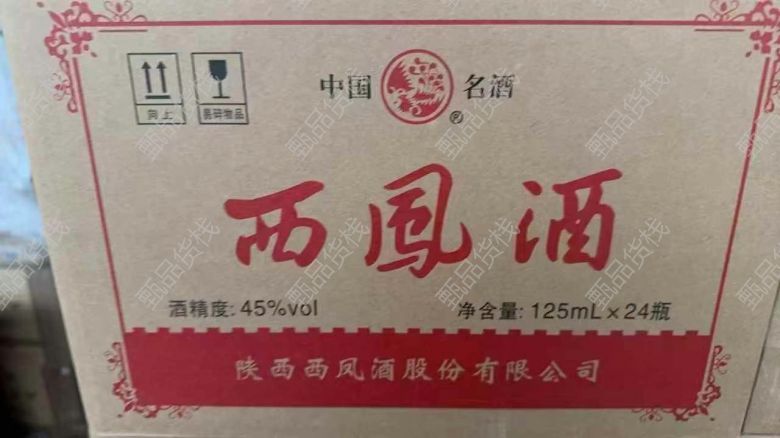 中国 名酒
®
向上 易碎物品
西鳳酒
酒精度: 45%vol 净含量: 125mL×24瓶
陕西西凤酒股份有限公司
甄品货栈